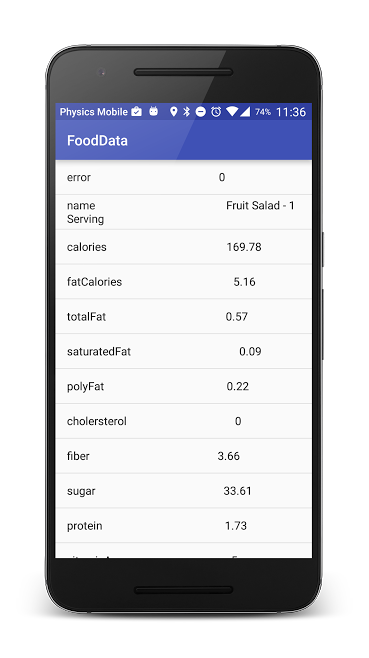 Physics Mobile 74% 11:36
FoodData
error 0
name Fruit Salad - 1
Serving
calories 169.78
fatCalories 5.16
totalFat 0.57
saturatedFat 0.09
polyFat 0.22
cholersterol 0
fiber 3.66
sugar 33.61
protein 1.73